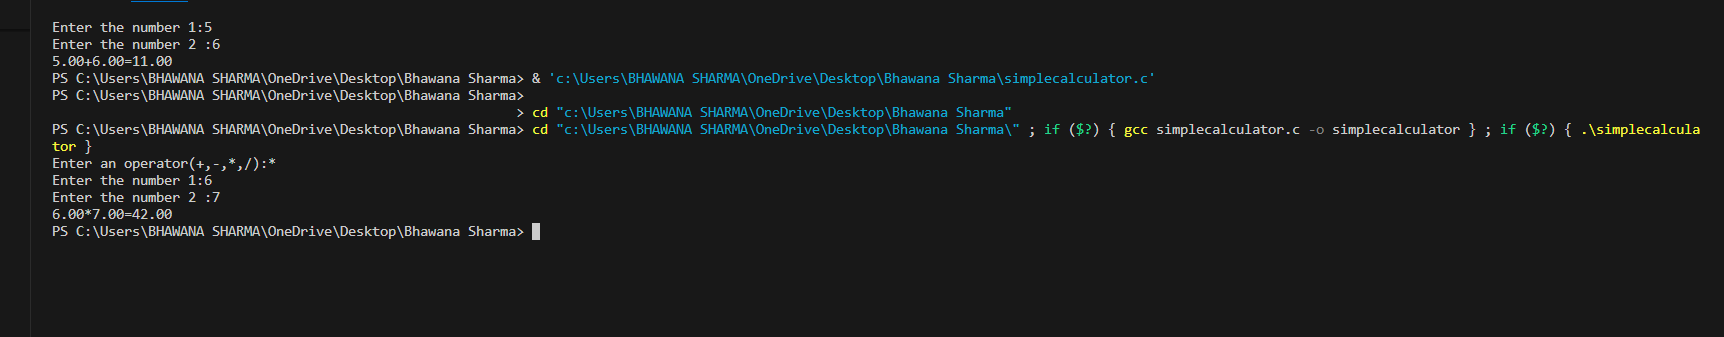 Enter the number 1:5
Enter the number 2 :6
5.00+6.00=11.00
PS C:\Users\BHAWANA SHARMA\OneDrive\Desktop\Bhawana Sharma> & 'c:\Users\BHAWANA SHARMA\OneDrive\Desktop\Bhawana Sharma\simplecalculator.c'
PS C:\Users\BHAWANA SHARMA\OneDrive\Desktop\Bhawana Sharma>
> cd "c:\Users\BHAWANA SHARMA\OneDrive\Desktop\Bhawana Sharma"
PS C:\Users\BHAWANA SHARMA\OneDrive\Desktop\Bhawana Sharma> cd "c:\Users\BHAWANA SHARMA\OneDrive\Desktop\Bhawana Sharma\" ; if ($?) { gcc simplecalculator.c -o simplecalculator } ; if ($?) { .\simplecalcula
tor }
Enter an operator(+,-,*,/):*
Enter the number 1:6
Enter the number 2 :7
6.00*7.00=42.00
PS C:\Users\BHAWANA SHARMA\OneDrive\Desktop\Bhawana Sharma>